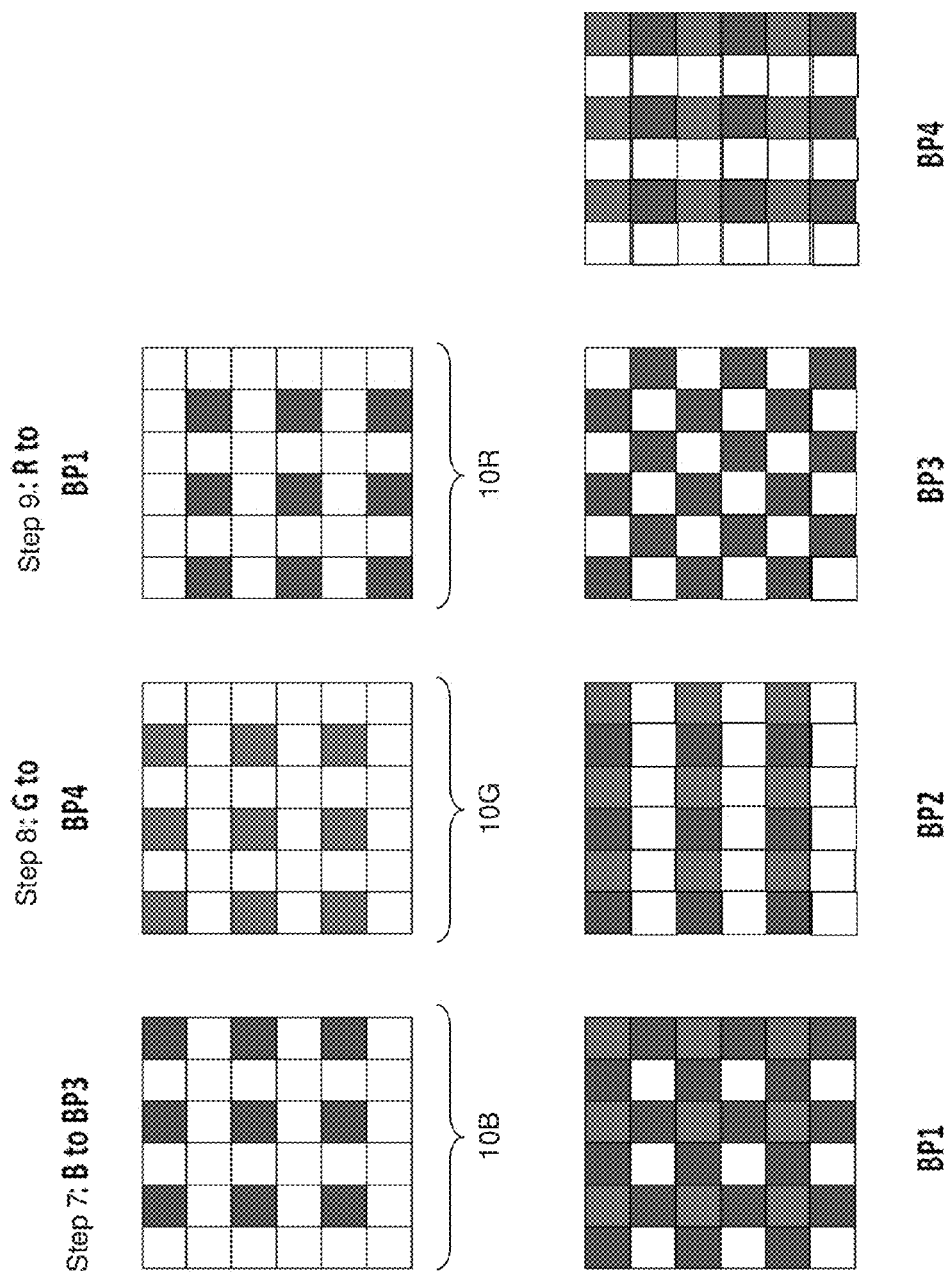 Step 7: B to BP3
Step 8: G to
BP4
Step 9: R to
BP1
10B
10G
10R
BP1
BP2
BP3
BP4